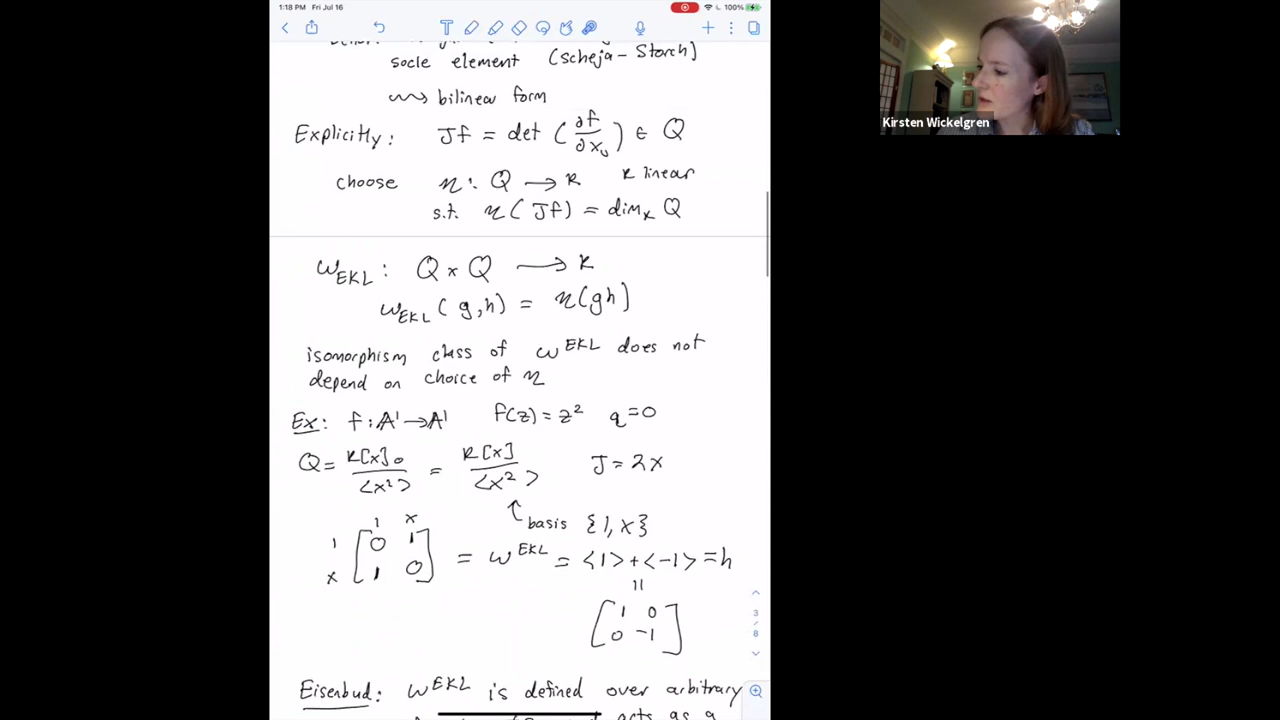 1:18 PM Fri Jul 16
100%
socle element (Scheja-Storch)
⇝ bilinear form
Explicitly: Jf = det (∂f/∂x) ∈ Q
choose η: Q → k k linear
s.t. η(Jf) = dim_k Q
ω_EKL: Q × Q → k
ω_EKL(g,h) = η(gh)
isomorphism class of ω^EKL does not
depend on choice of η
Ex: f: A¹ → A¹ f(z) = z² q=0
Q = k[x]_0 / <x²> = k[x] / <x²> J = 2x
↑ basis {1, x}
1 x
1 [0 1
x 1 0] = ω^EKL = <1> + <-1> = h
||
[1 0
0 -1]
3
/
8
Eisenbud: ω^EKL is defined over arbitrary
acts as a
Kirsten Wickelgren